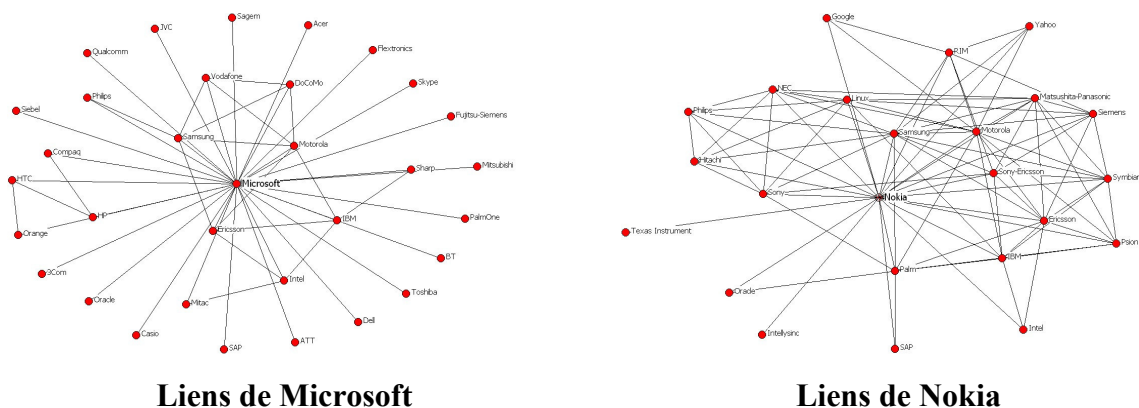 Sagem
JVC
Acer
Qualcomm
Flextronics
Vodafone
DoCoMo
Skype
Philips
Siebel
Fujitsu-Siemens
Samsung
Motorola
Compaq
Sharp
Mitsubishi
HTC
Microsoft
HP
IBM
PalmOne
Orange
Ericsson
BT
3Com
Intel
Toshiba
Oracle
Mitac
Dell
Casio
SAP
ATT
Liens de Microsoft
Google
Yahoo
RIM
NEC
Linux
Matsushita-Panasonic
Philips
Siemens
Samsung
Motorola
Hitachi
Sony-Ericsson
Symbian
Sony
Nokia
Ericsson
Texas Instrument
Psion
IBM
Palm
Oracle
Intel
Intellysinc
SAP
Liens de Nokia